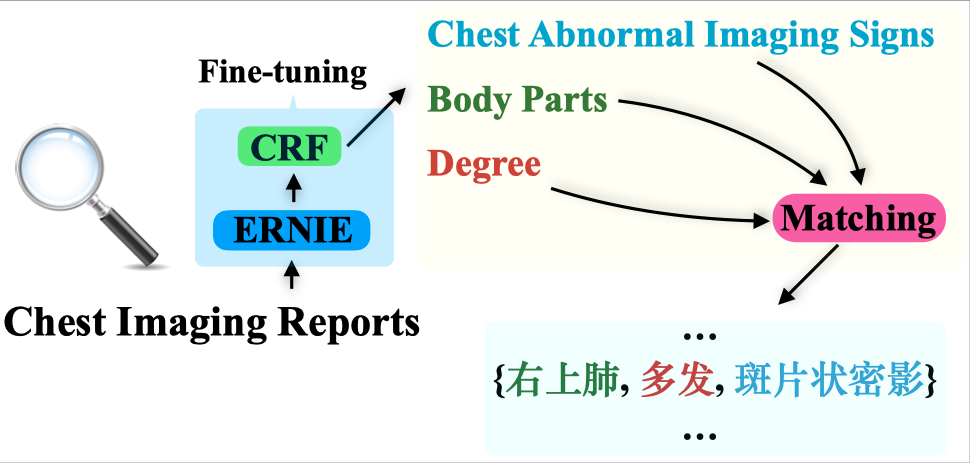 Chest Abnormal Imaging Signs
Fine-tuning
Body Parts
CRF
Degree
ERNIE
Matching
Chest Imaging Reports
...
{右上肺, 多发, 斑片状密影}
...